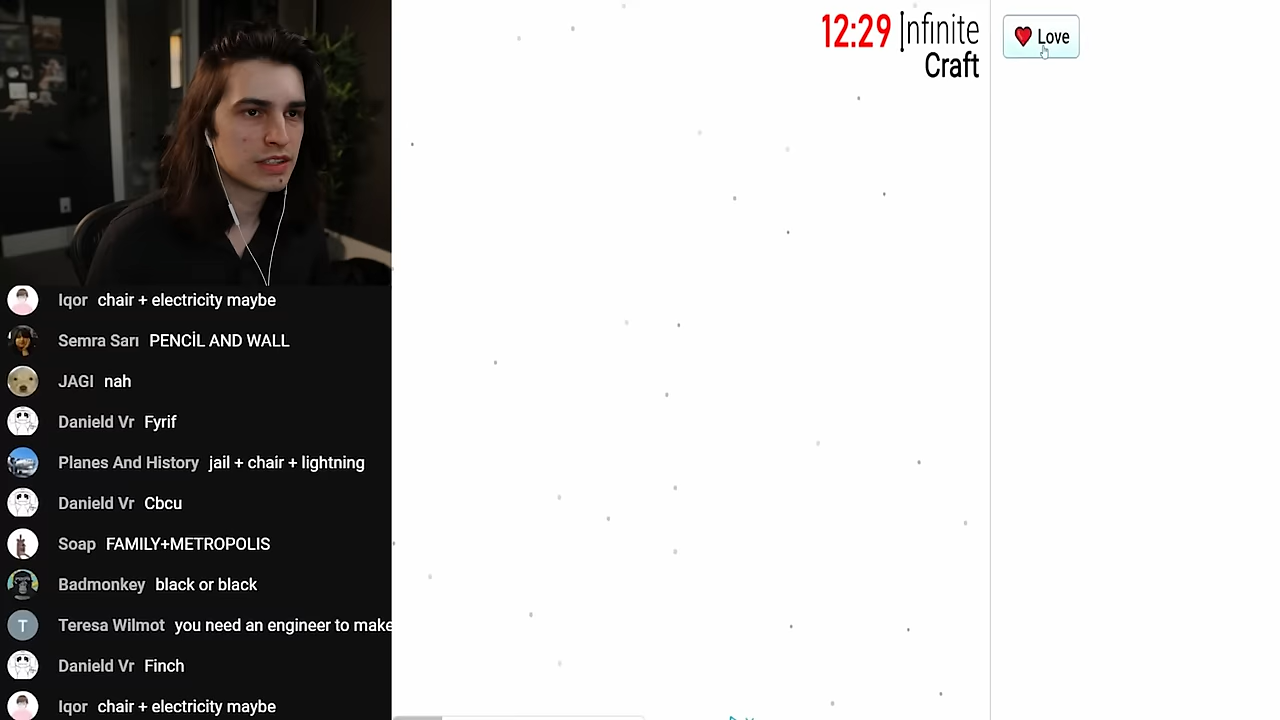 12:29 Infinite
Craft
Love
Iqor chair + electricity maybe
Semra Sarı PENCİL AND WALL
JAGI nah
Danield Vr Fyrif
Planes And History jail + chair + lightning
Danield Vr Cbcu
Soap FAMILY+METROPOLIS
Badmonkey black or black
T
Teresa Wilmot you need an engineer to make
Danield Vr Finch
Iqor chair + electricity maybe